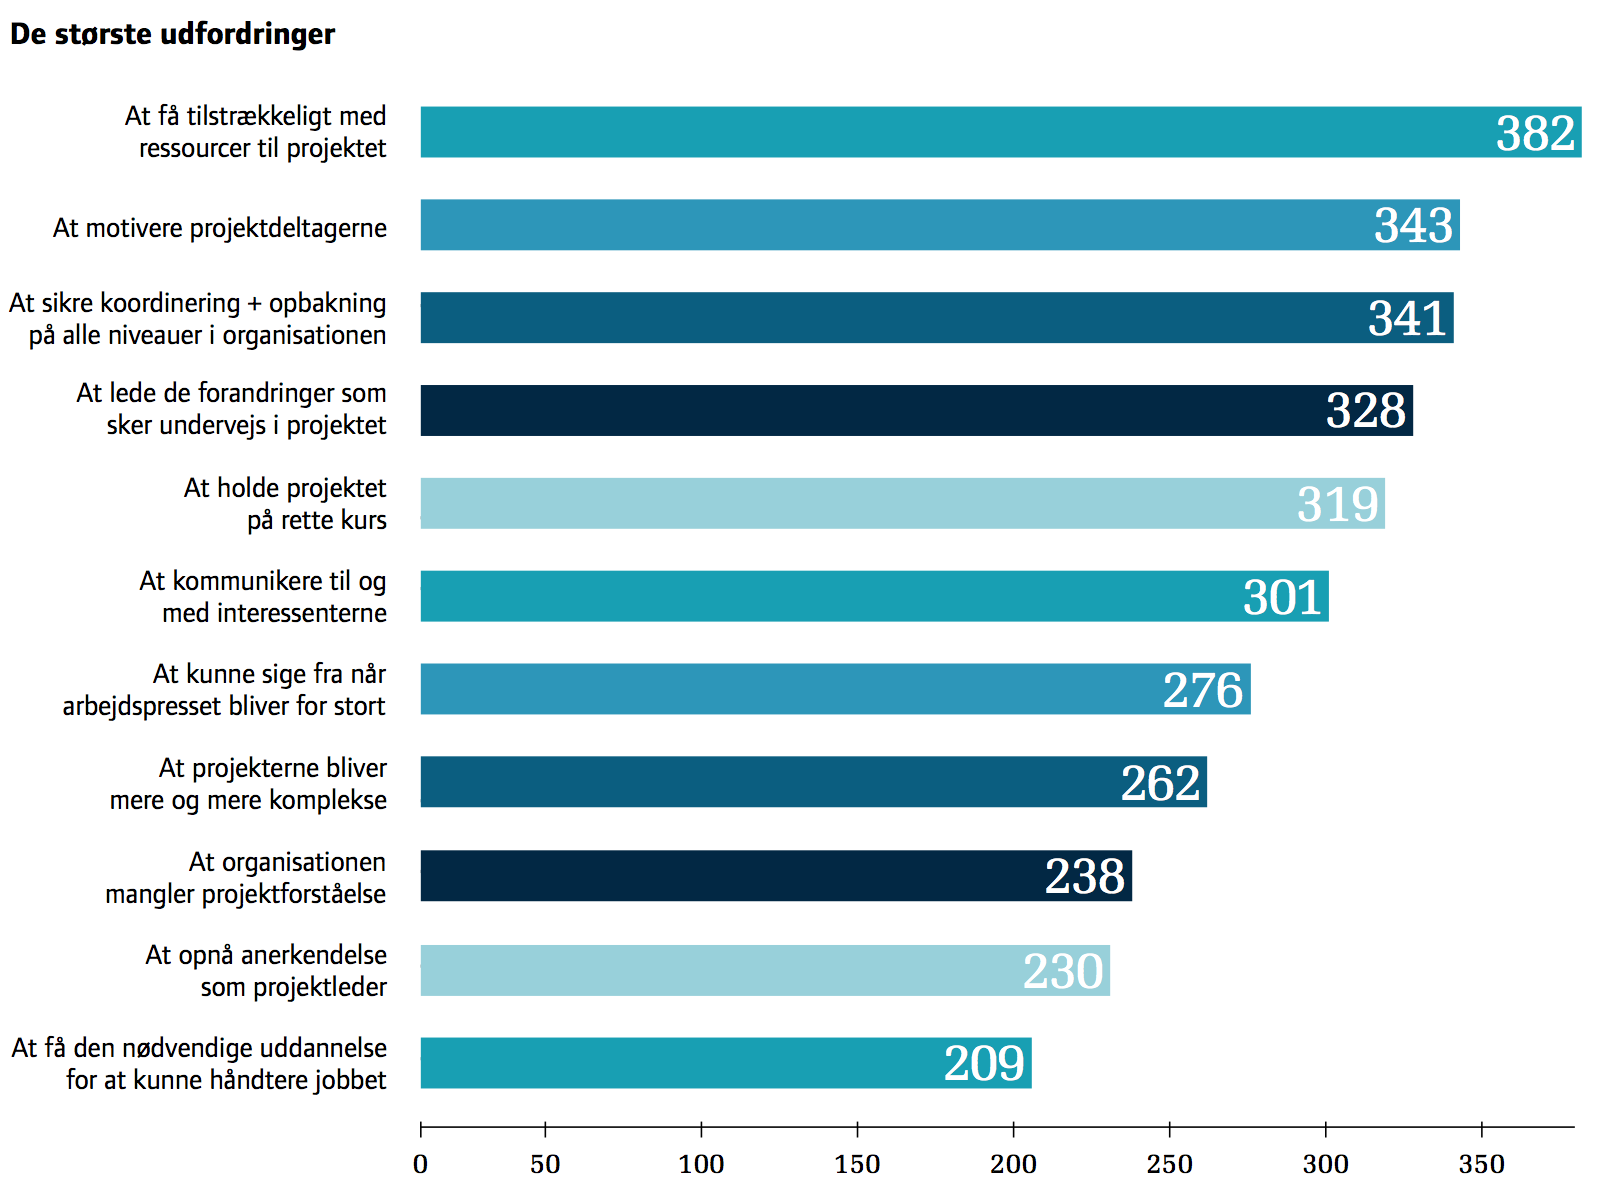 De største udfordringer
At få tilstrækkeligt med
ressourcer til projektet
382
At motivere projektdeltagerne
343
At sikre koordinering + opbakning
på alle niveauer i organisationen
341
At lede de forandringer som
sker undervejs i projektet
328
At holde projektet
på rette kurs
319
At kommunikere til og
med interessenterne
301
At kunne sige fra når
arbejdspresset bliver for stort
276
At projekterne bliver
mere og mere komplekse
262
At organisationen
mangler projektforståelse
238
At opnå anerkendelse
som projektleder
230
At få den nødvendige uddannelse
for at kunne håndtere jobbet
209
0 50 100 150 200 250 300 350